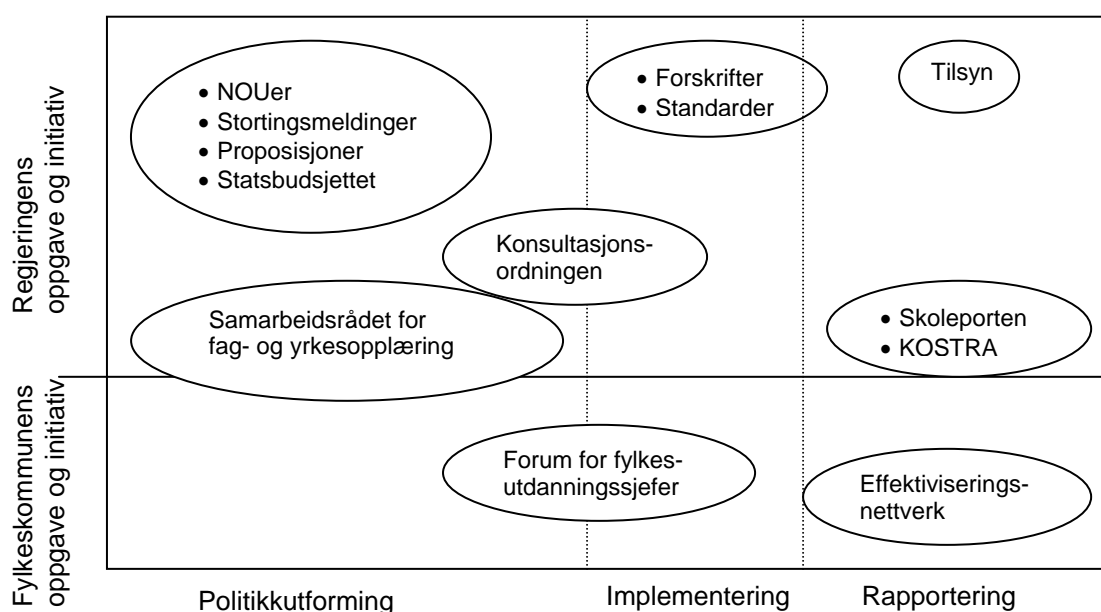 Regjeringens
oppgave og initiativ
• NOUer
• Stortingsmeldinger
• Proposisjoner
• Statsbudsjettet
• Forskrifter
• Standarder
Tilsyn
Konsultasjons-
ordningen
Samarbeidsrådet for
fag- og yrkesopplæring
• Skoleporten
• KOSTRA
Fylkeskommunens
oppgave og initiativ
Forum for fylkes-
utdanningssjefer
Effektiviserings-
nettverk
Politikkutforming
Implementering
Rapportering